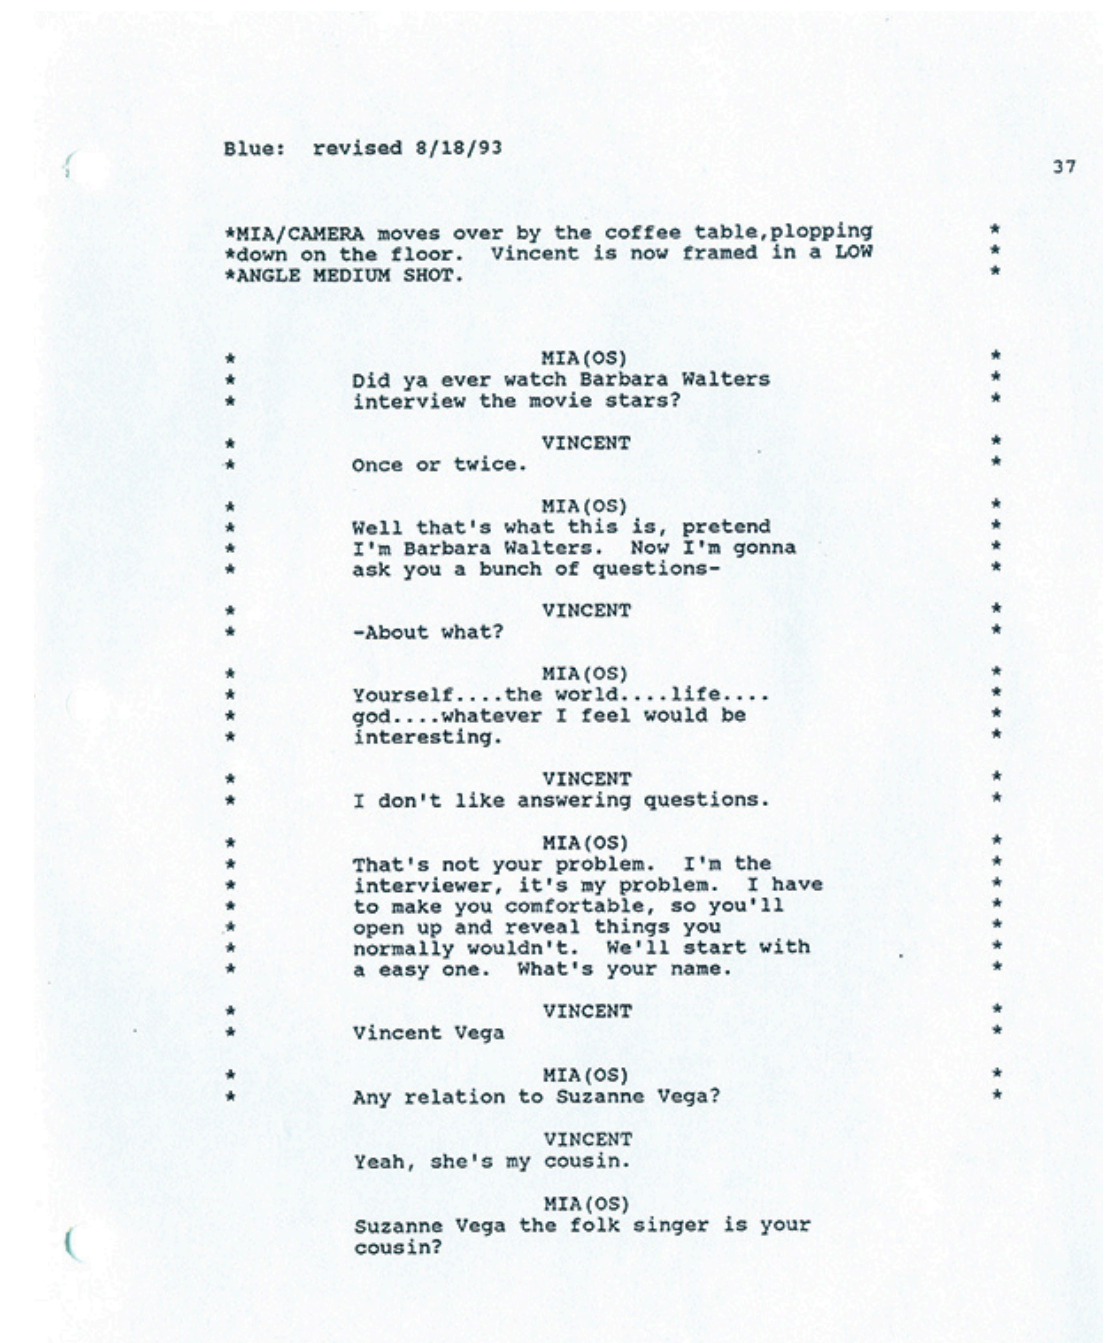 Blue:  revised 8/18/93
37
*MIA/CAMERA moves over by the coffee table,plopping *
*down on the floor.  Vincent is now framed in a LOW *
*ANGLE MEDIUM SHOT. *
* MIA(OS) *
* Did ya ever watch Barbara Walters *
* interview the movie stars? *
* VINCENT *
* Once or twice. *
* MIA(OS) *
* Well that's what this is, pretend *
* I'm Barbara Walters.  Now I'm gonna *
* ask you a bunch of questions- *
* VINCENT *
* -About what? *
* MIA(OS) *
* Yourself....the world....life.... *
* god....whatever I feel would be *
* interesting. *
* VINCENT *
* I don't like answering questions. *
* MIA(OS) *
* That's not your problem.  I'm the *
* interviewer, it's my problem.  I have *
* to make you comfortable, so you'll *
* open up and reveal things you *
* normally wouldn't.  We'll start with *
* a easy one.  What's your name. *
* VINCENT *
* Vincent Vega *
* MIA(OS) *
* Any relation to Suzanne Vega? *
VINCENT
Yeah, she's my cousin.
MIA(OS)
Suzanne Vega the folk singer is your
cousin?